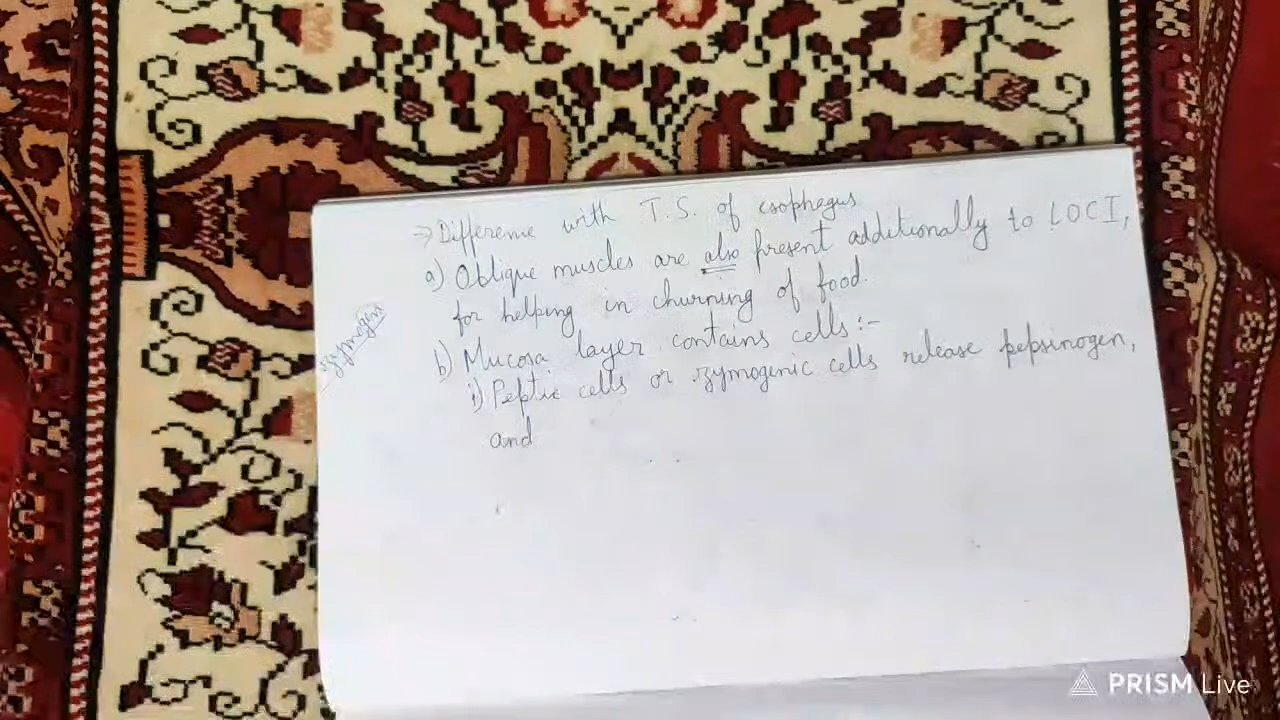 ⇒ Difference with T.S. of esophagus
a) Oblique muscles are also present additionally to LOCI,
for helping in churning of food.
b) Mucosa layer contains cells :-
i) Peptic cells or zymogenic cells release pepsinogen,
and
zymogen
PRISM Live